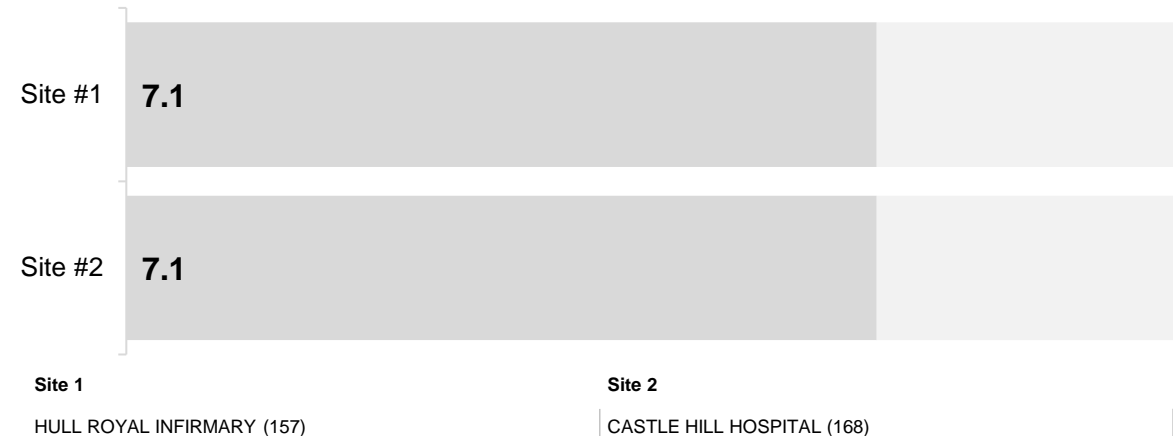 Site #1 7.1
Site #2 7.1
Site 1 Site 2
HULL ROYAL INFIRMARY (157) CASTLE HILL HOSPITAL (168)